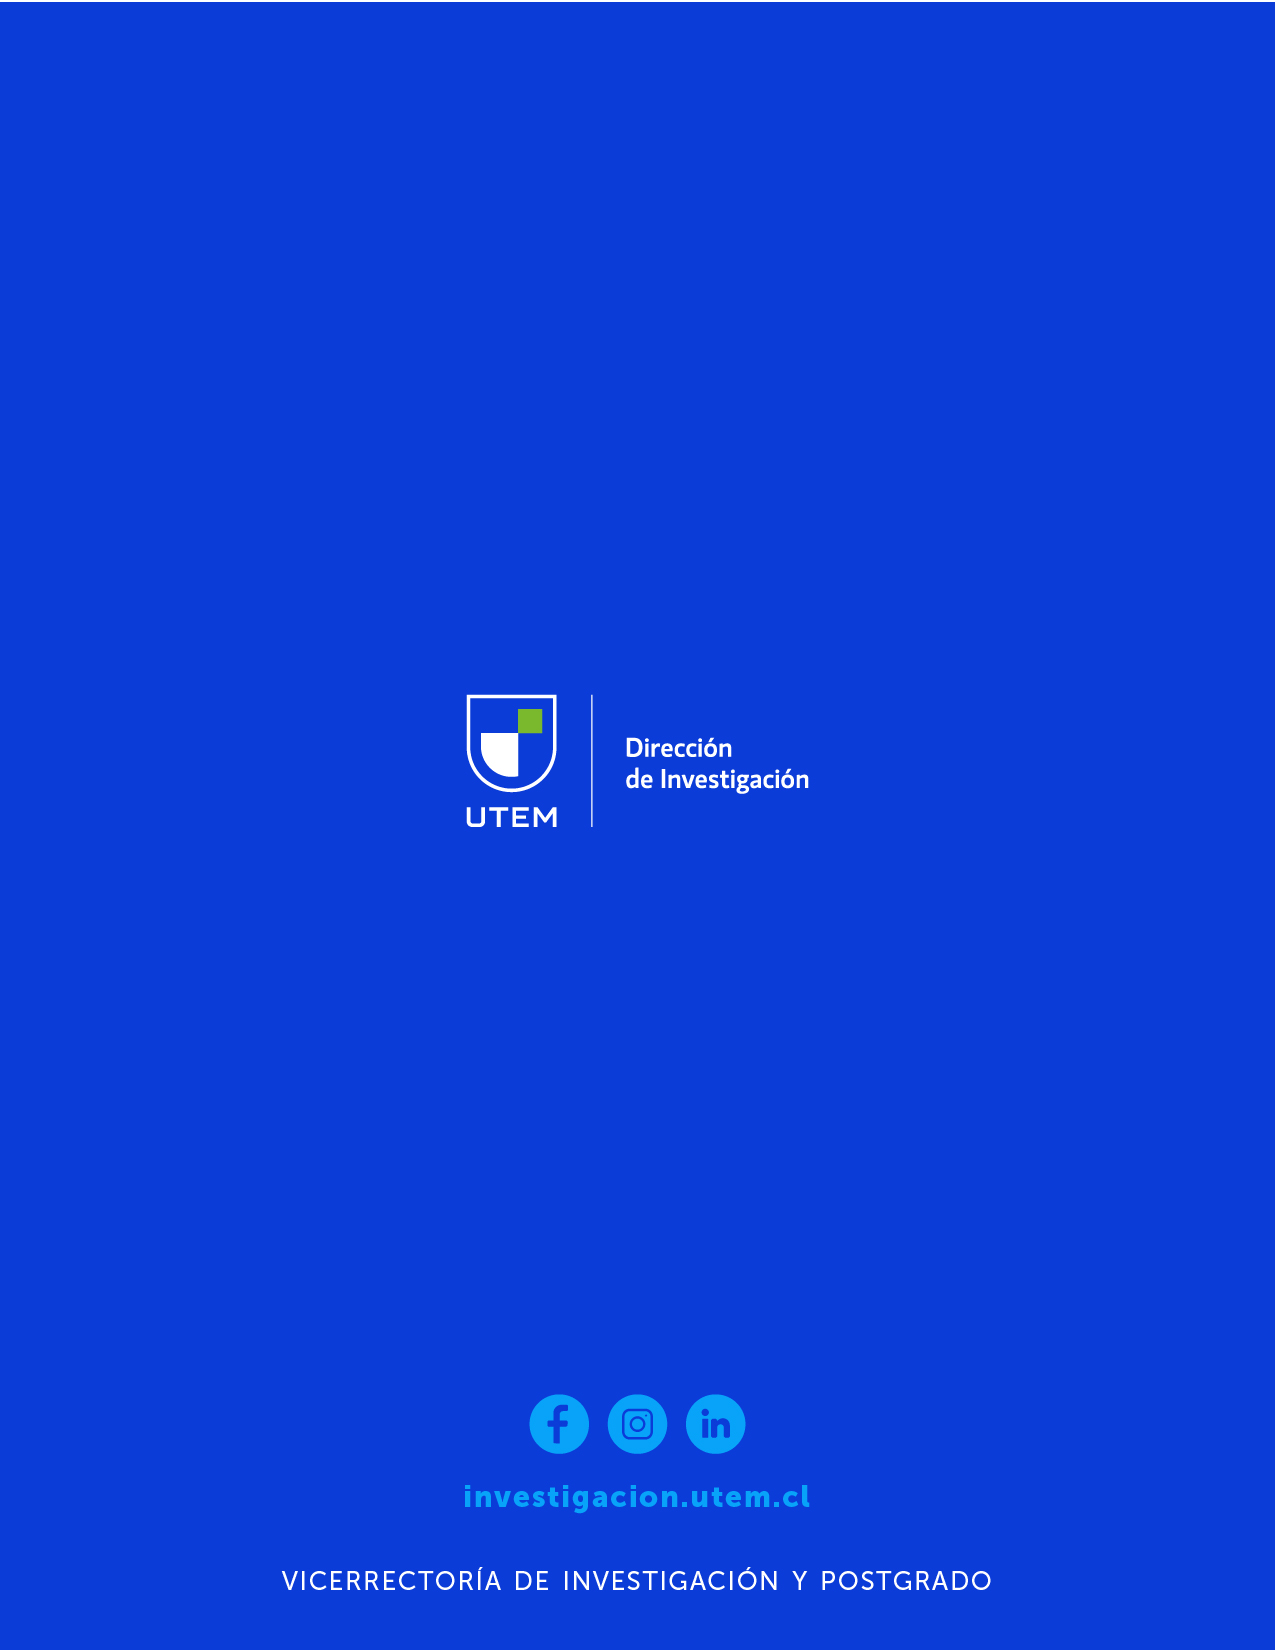 UTEM
Dirección
de Investigación
investigacion.utem.cl
VICERRECTORÍA DE INVESTIGACIÓN Y POSTGRADO